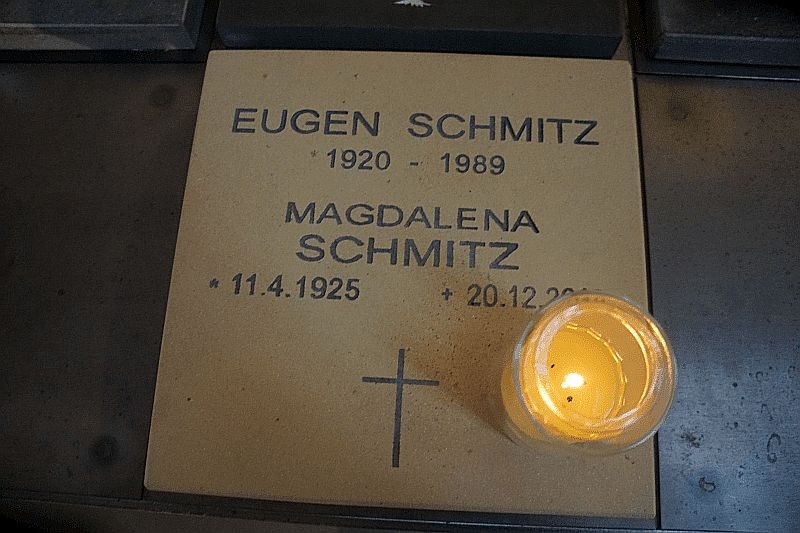 EUGEN SCHMITZ
1920 - 1989
MAGDALENA
SCHMITZ
* 11.4.1925 + 20.12.